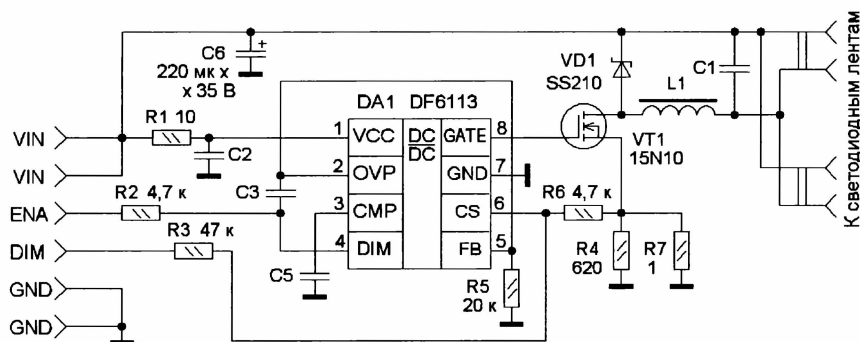 C6
220 мк х
х 35 В
VD1
SS210
C1
L1
К светодиодным лентам
DA1 DF6113
R1 10
VIN
VIN
C2
1
VCC
DC
DC
GATE
8
VT1
15N10
2
OVP
GND
7
R2 4,7 к
C3
ENA
3
CMP
CS
6
R6 4,7 к
R3 47 к
DIM
4
DIM
FB
5
C5
R4
620
R7
1
R5
20 к
GND
GND